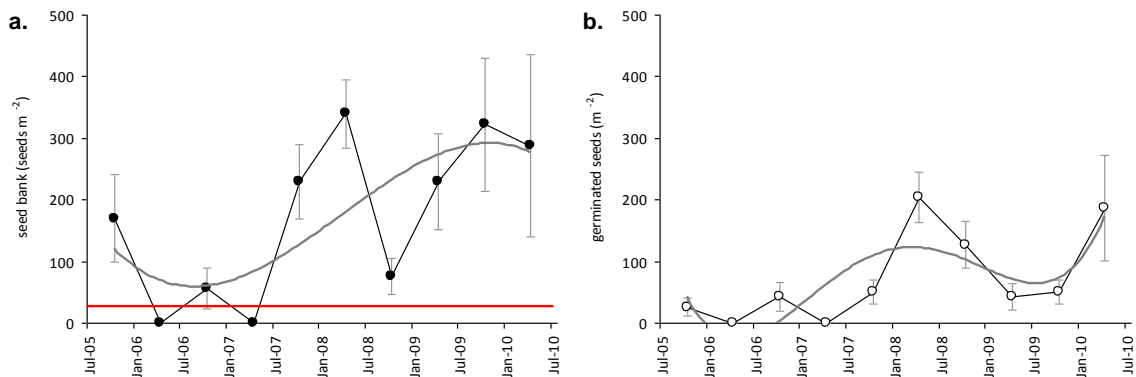 a.
500
400
300
200
100
0
seed bank (seeds m -2)
Jul-05
Jan-06
Jul-06
Jan-07
Jul-07
Jan-08
Jul-08
Jan-09
Jul-09
Jan-10
Jul-10
b.
500
400
300
200
100
0
germinated seeds (m -2)
Jul-05
Jan-06
Jul-06
Jan-07
Jul-07
Jan-08
Jul-08
Jan-09
Jul-09
Jan-10
Jul-10